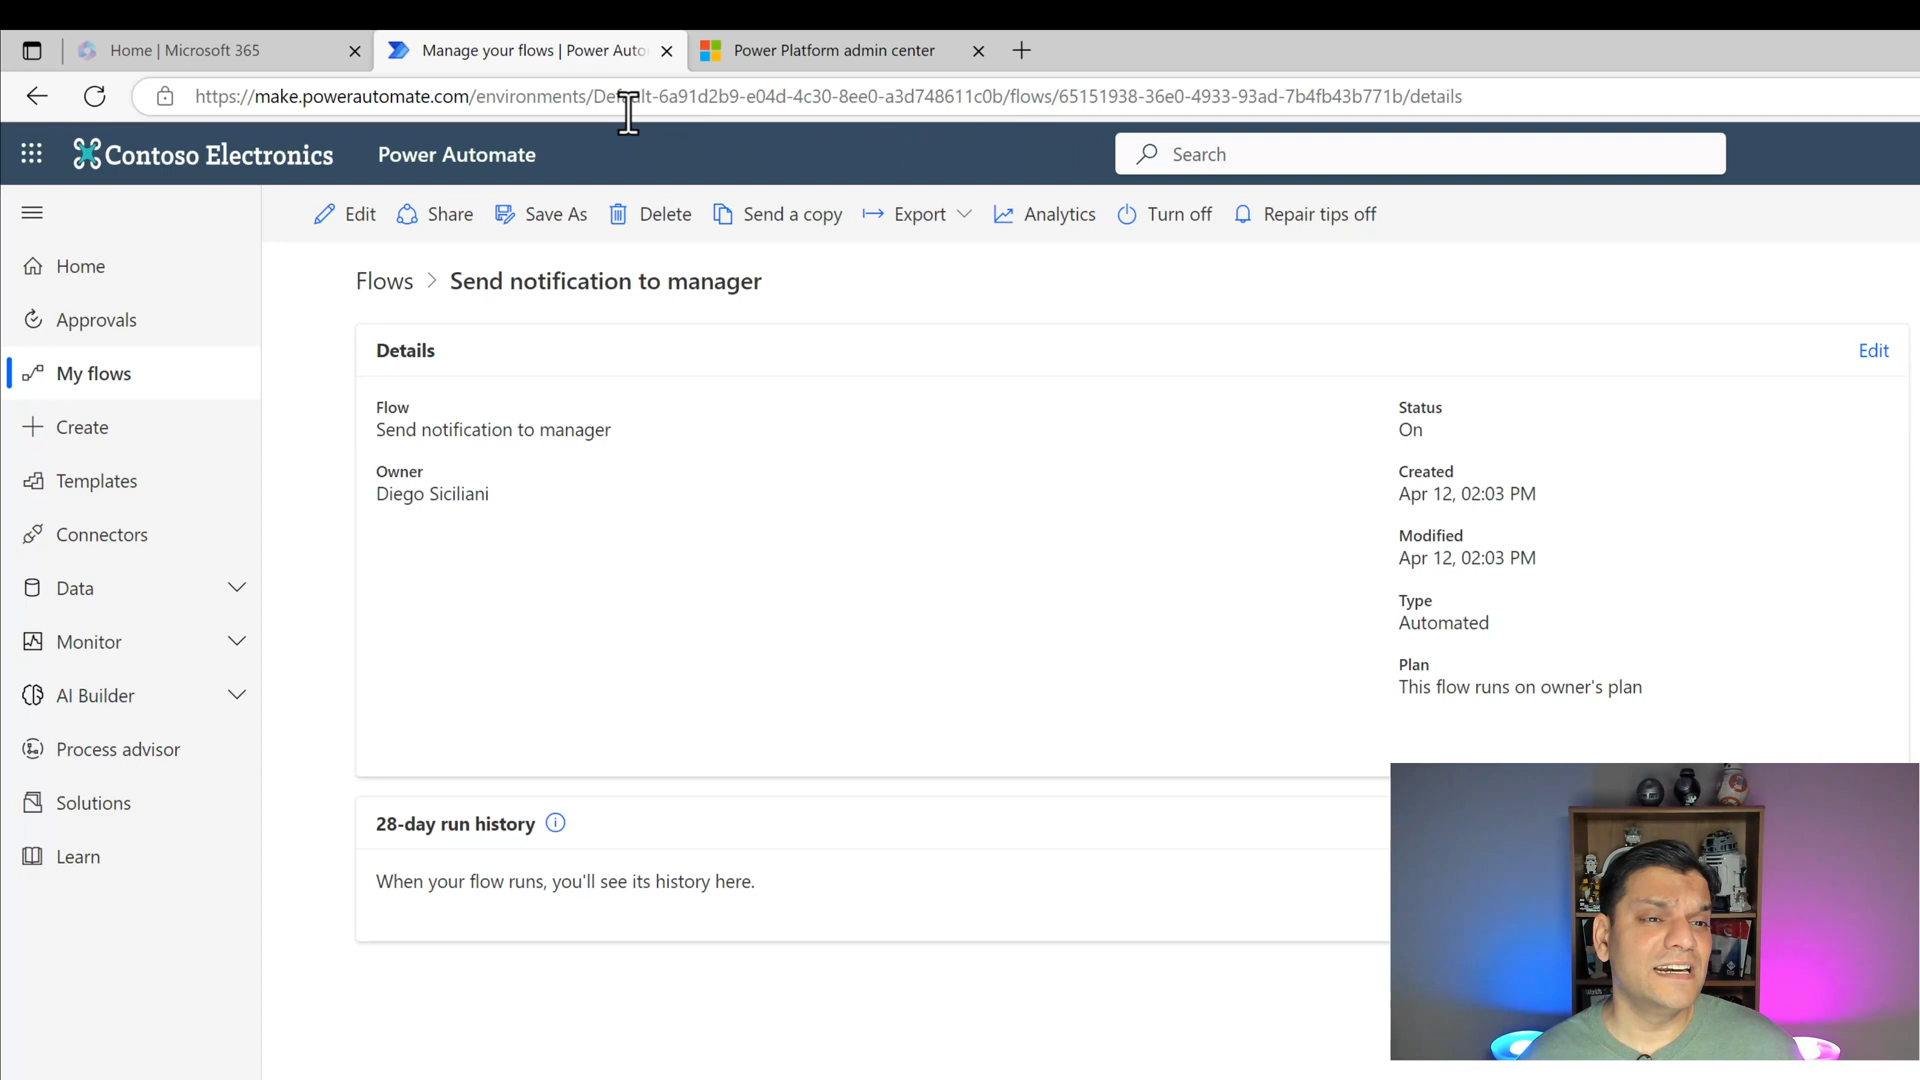 Home | Microsoft 365
Manage your flows | Power Auto
Power Platform admin center
https://make.powerautomate.com/environments/Default-6a91d2b9-e04d-4c30-8ee0-a3d748611c0b/flows/65151938-36e0-4933-93ad-7b4fb43b771b/details
Contoso Electronics
Power Automate
Search
Edit
Share
Save As
Delete
Send a copy
Export
Analytics
Turn off
Repair tips off
Home
Approvals
My flows
Create
Templates
Connectors
Data
Monitor
AI Builder
Process advisor
Solutions
Learn
Flows > Send notification to manager
Details
Edit
Flow
Send notification to manager
Owner
Diego Siciliani
Status
On
Created
Apr 12, 02:03 PM
Modified
Apr 12, 02:03 PM
Type
Automated
Plan
This flow runs on owner's plan
28-day run history
When your flow runs, you'll see its history here.